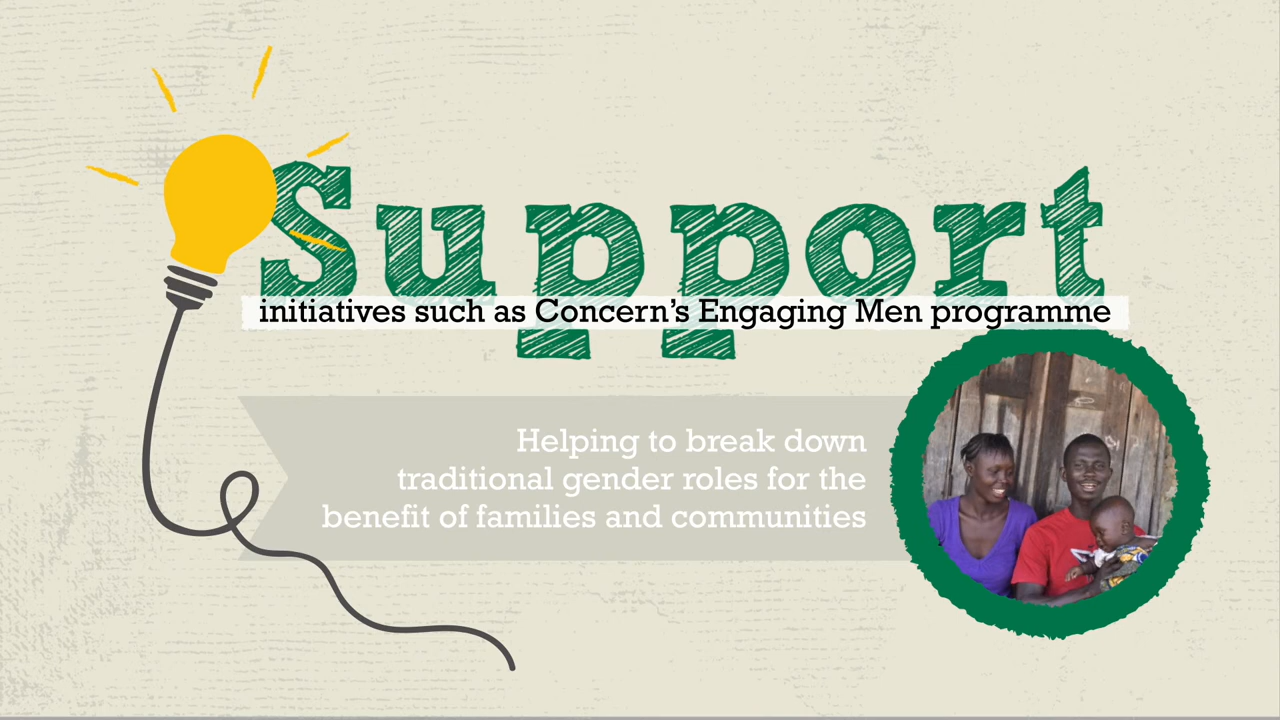 Support
initiatives such as Concern’s Engaging Men programme
Helping to break down
traditional gender roles for the
benefit of families and communities